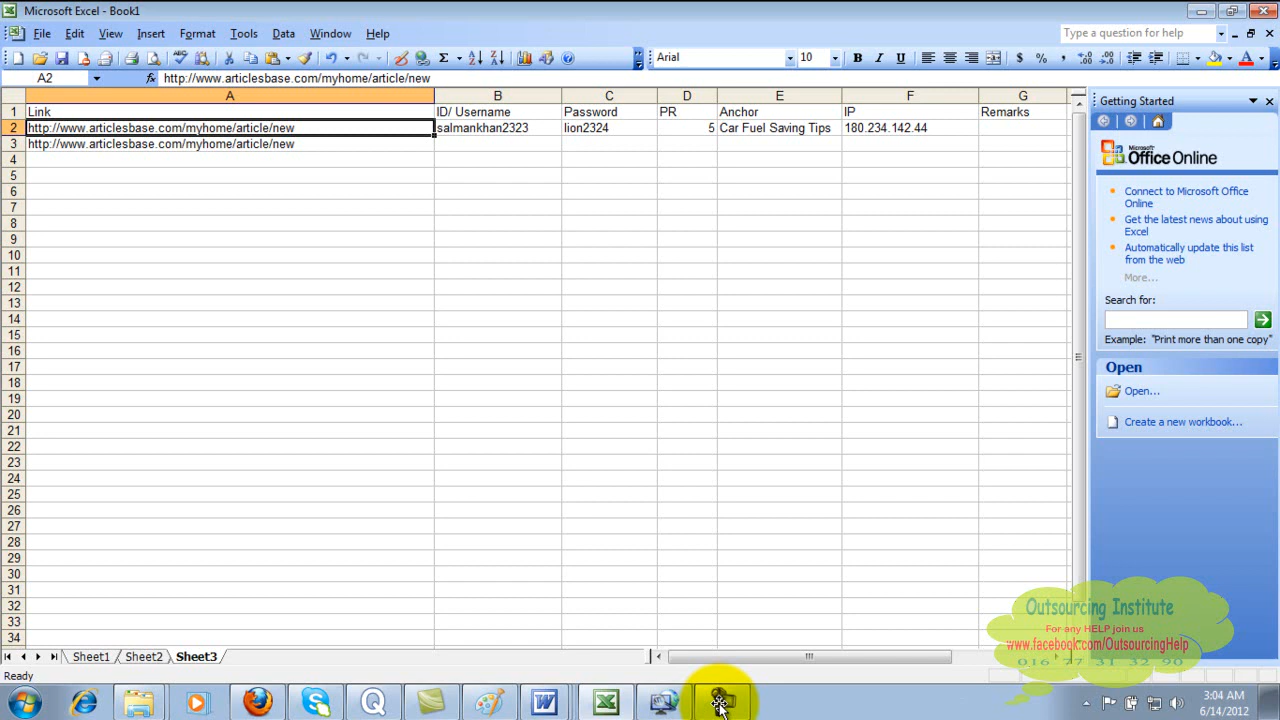 Microsoft Excel - Book1
File Edit View Insert Format Tools Data Window Help
Type a question for help
Arial 10 B I U $ % ,
A2 fx http://www.articlesbase.com/myhome/article/new
A B C D E F G
1 Link ID/ Username Password PR Anchor IP Remarks
2 http://www.articlesbase.com/myhome/article/new salmankhan2323 lion2324 5 Car Fuel Saving Tips 180.234.142.44
3 http://www.articlesbase.com/myhome/article/new
4
5
6
7
8
9
10
11
12
13
14
15
16
17
18
19
20
21
22
23
24
25
26
27
28
29
30
31
32
33
34
Getting Started
Microsoft
Office Online
Connect to Microsoft Office
Online
Get the latest news about using
Excel
Automatically update this list
from the web
More...
Search for:
Example: "Print more than one copy"
Open
Open...
Create a new workbook...
Outsourcing Institute
For any HELP join us
www.facebook.com/OutsourcingHelp
016 77 31 32 90
Sheet1 Sheet2 Sheet3
Ready
3:04 AM
6/14/2012